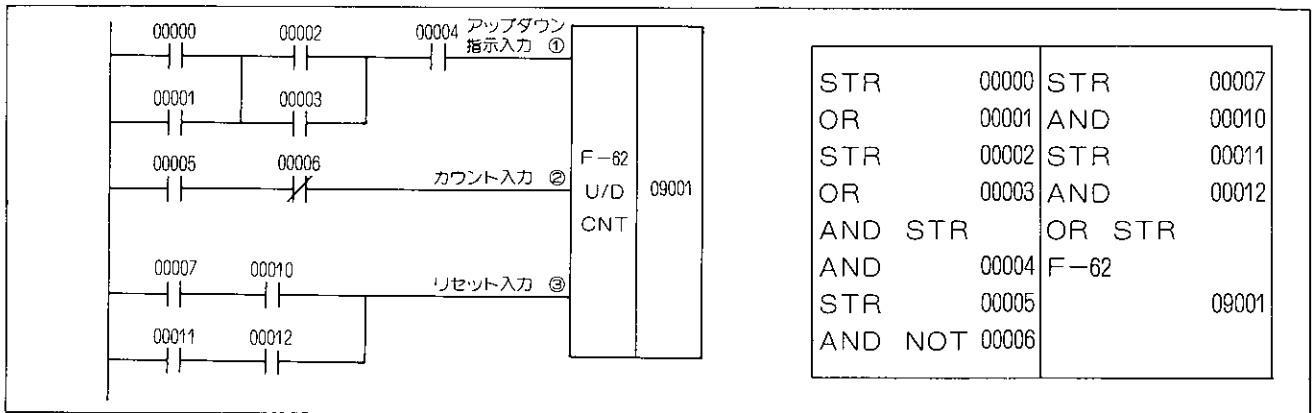 00000 00002 00004 アップダウン
指示入力 ①
00001 00003
00005 00006
カウント入力 ②
F-62
U/D 09001
CNT
00007 00010
リセット入力 ③
00011 00012
STR 00000 STR 00007
OR 00001 AND 00010
STR 00002 STR 00011
OR 00003 AND 00012
AND STR OR STR
AND 00004 F-62
STR 00005 09001
AND NOT 00006